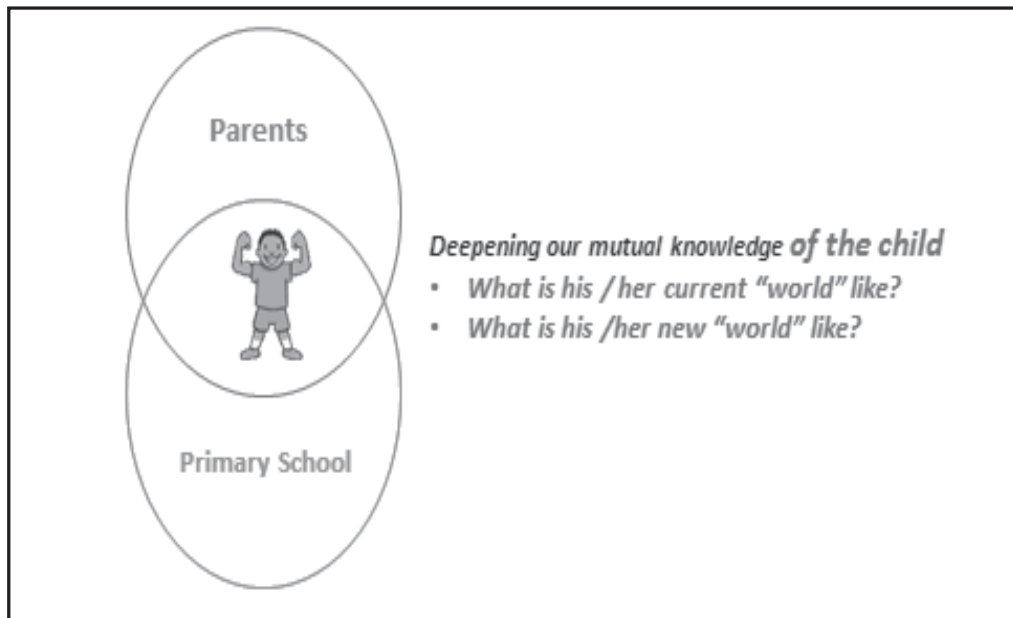 Parents
Deepening our mutual knowledge of the child
• What is his / her current “world” like?
• What is his /her new “world” like?
Primary School